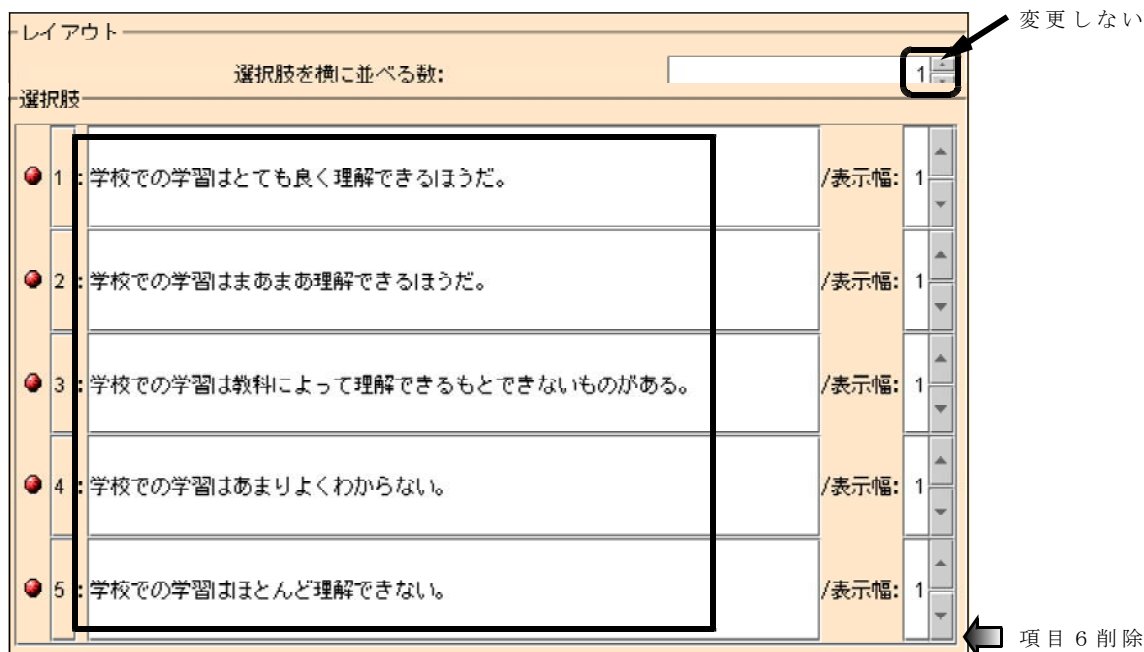 変更しない
レイアウト
選択肢を横に並べる数: 1
選択肢
1 : 学校での学習はとても良く理解できるほうだ。 /表示幅: 1
2 : 学校での学習はまあまあ理解できるほうだ。 /表示幅: 1
3 : 学校での学習は教科によって理解できるもとできないものがある。 /表示幅: 1
4 : 学校での学習はあまりよくわからない。 /表示幅: 1
5 : 学校での学習はほとんど理解できない。 /表示幅: 1
項目6削除